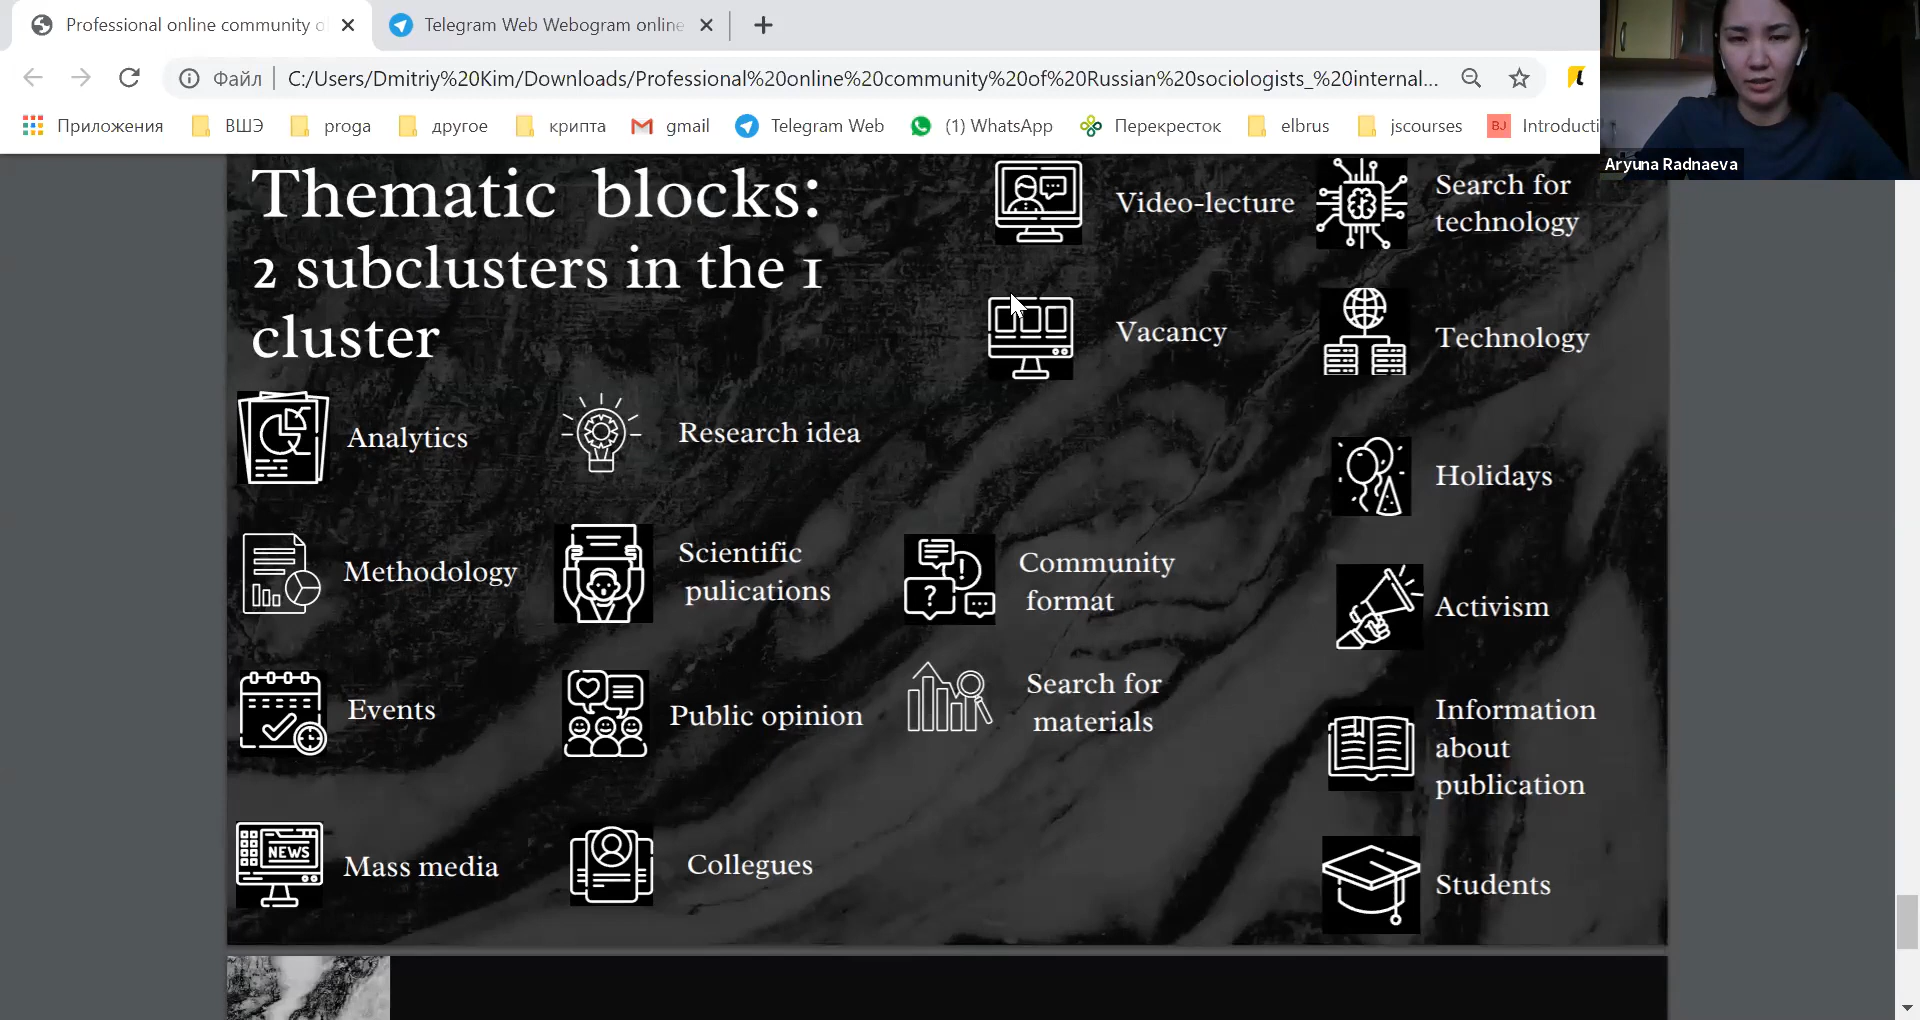 Professional online community o
Telegram Web Webogram online
Файл
C:/Users/Dmitriy%20Kim/Downloads/Professional%20online%20community%20of%20Russian%20sociologists_%20internal...
Приложения
ВШЭ
proga
другое
крипта
gmail
Telegram Web
(1) WhatsApp
Перекресток
elbrus
jscourses
BJ
Introducti
Aryuna Radnaeva
Thematic blocks:
2 subclusters in the 1
cluster
Video-lecture
Search for
technology
Vacancy
Technology
Analytics
Research idea
Holidays
Methodology
Scientific
pulications
Community
format
?
!
Activism
Events
Public opinion
Search for
materials
Information
about
publication
NEWS
Mass media
Collegues
Students